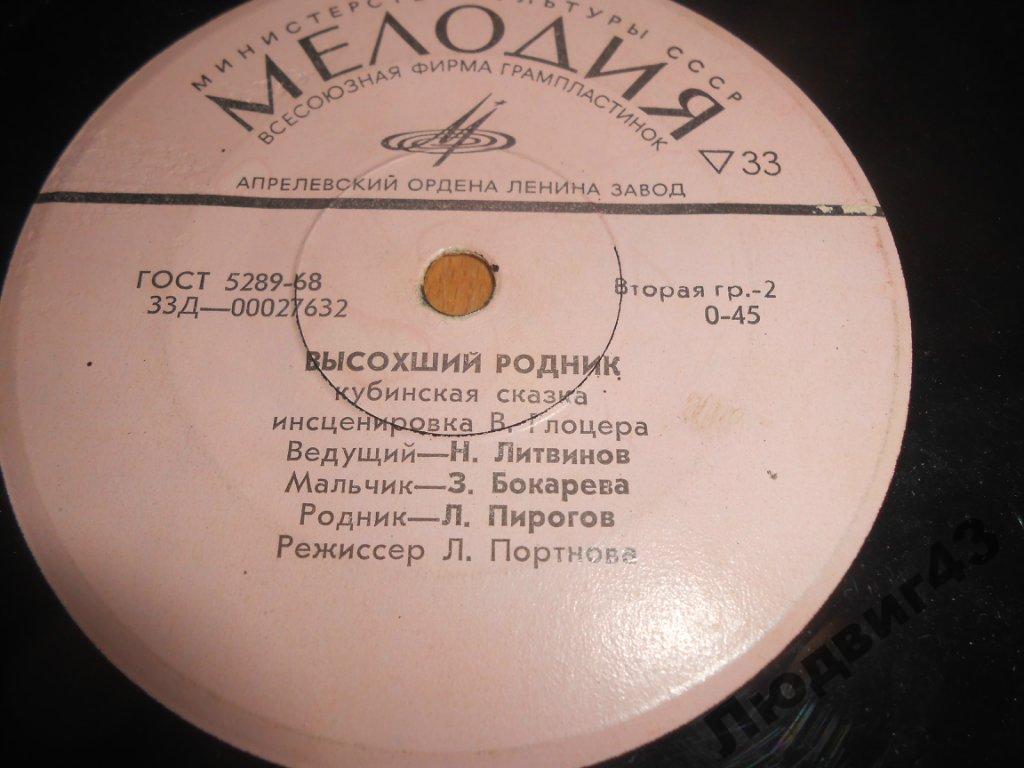 МИНИСТЕРСТВО КУЛЬТУРЫ СССР
МЕЛОДИЯ
ВСЕСОЮЗНАЯ ФИРМА ГРАМПЛАСТИНОК
▽33
АПРЕЛЕВСКИЙ ОРДЕНА ЛЕНИНА ЗАВОД
ГОСТ 5289-68
Вторая гр.-2
33Д—00027632
0-45
ВЫСОХШИЙ РОДНИК
кубинская сказка
инсценировка В. Глоцера
Ведущий—Н. Литвинов
Мальчик—З. Бокарева
Родник—Л. Пирогов
Режиссер Л. Портнова
Людвиг43